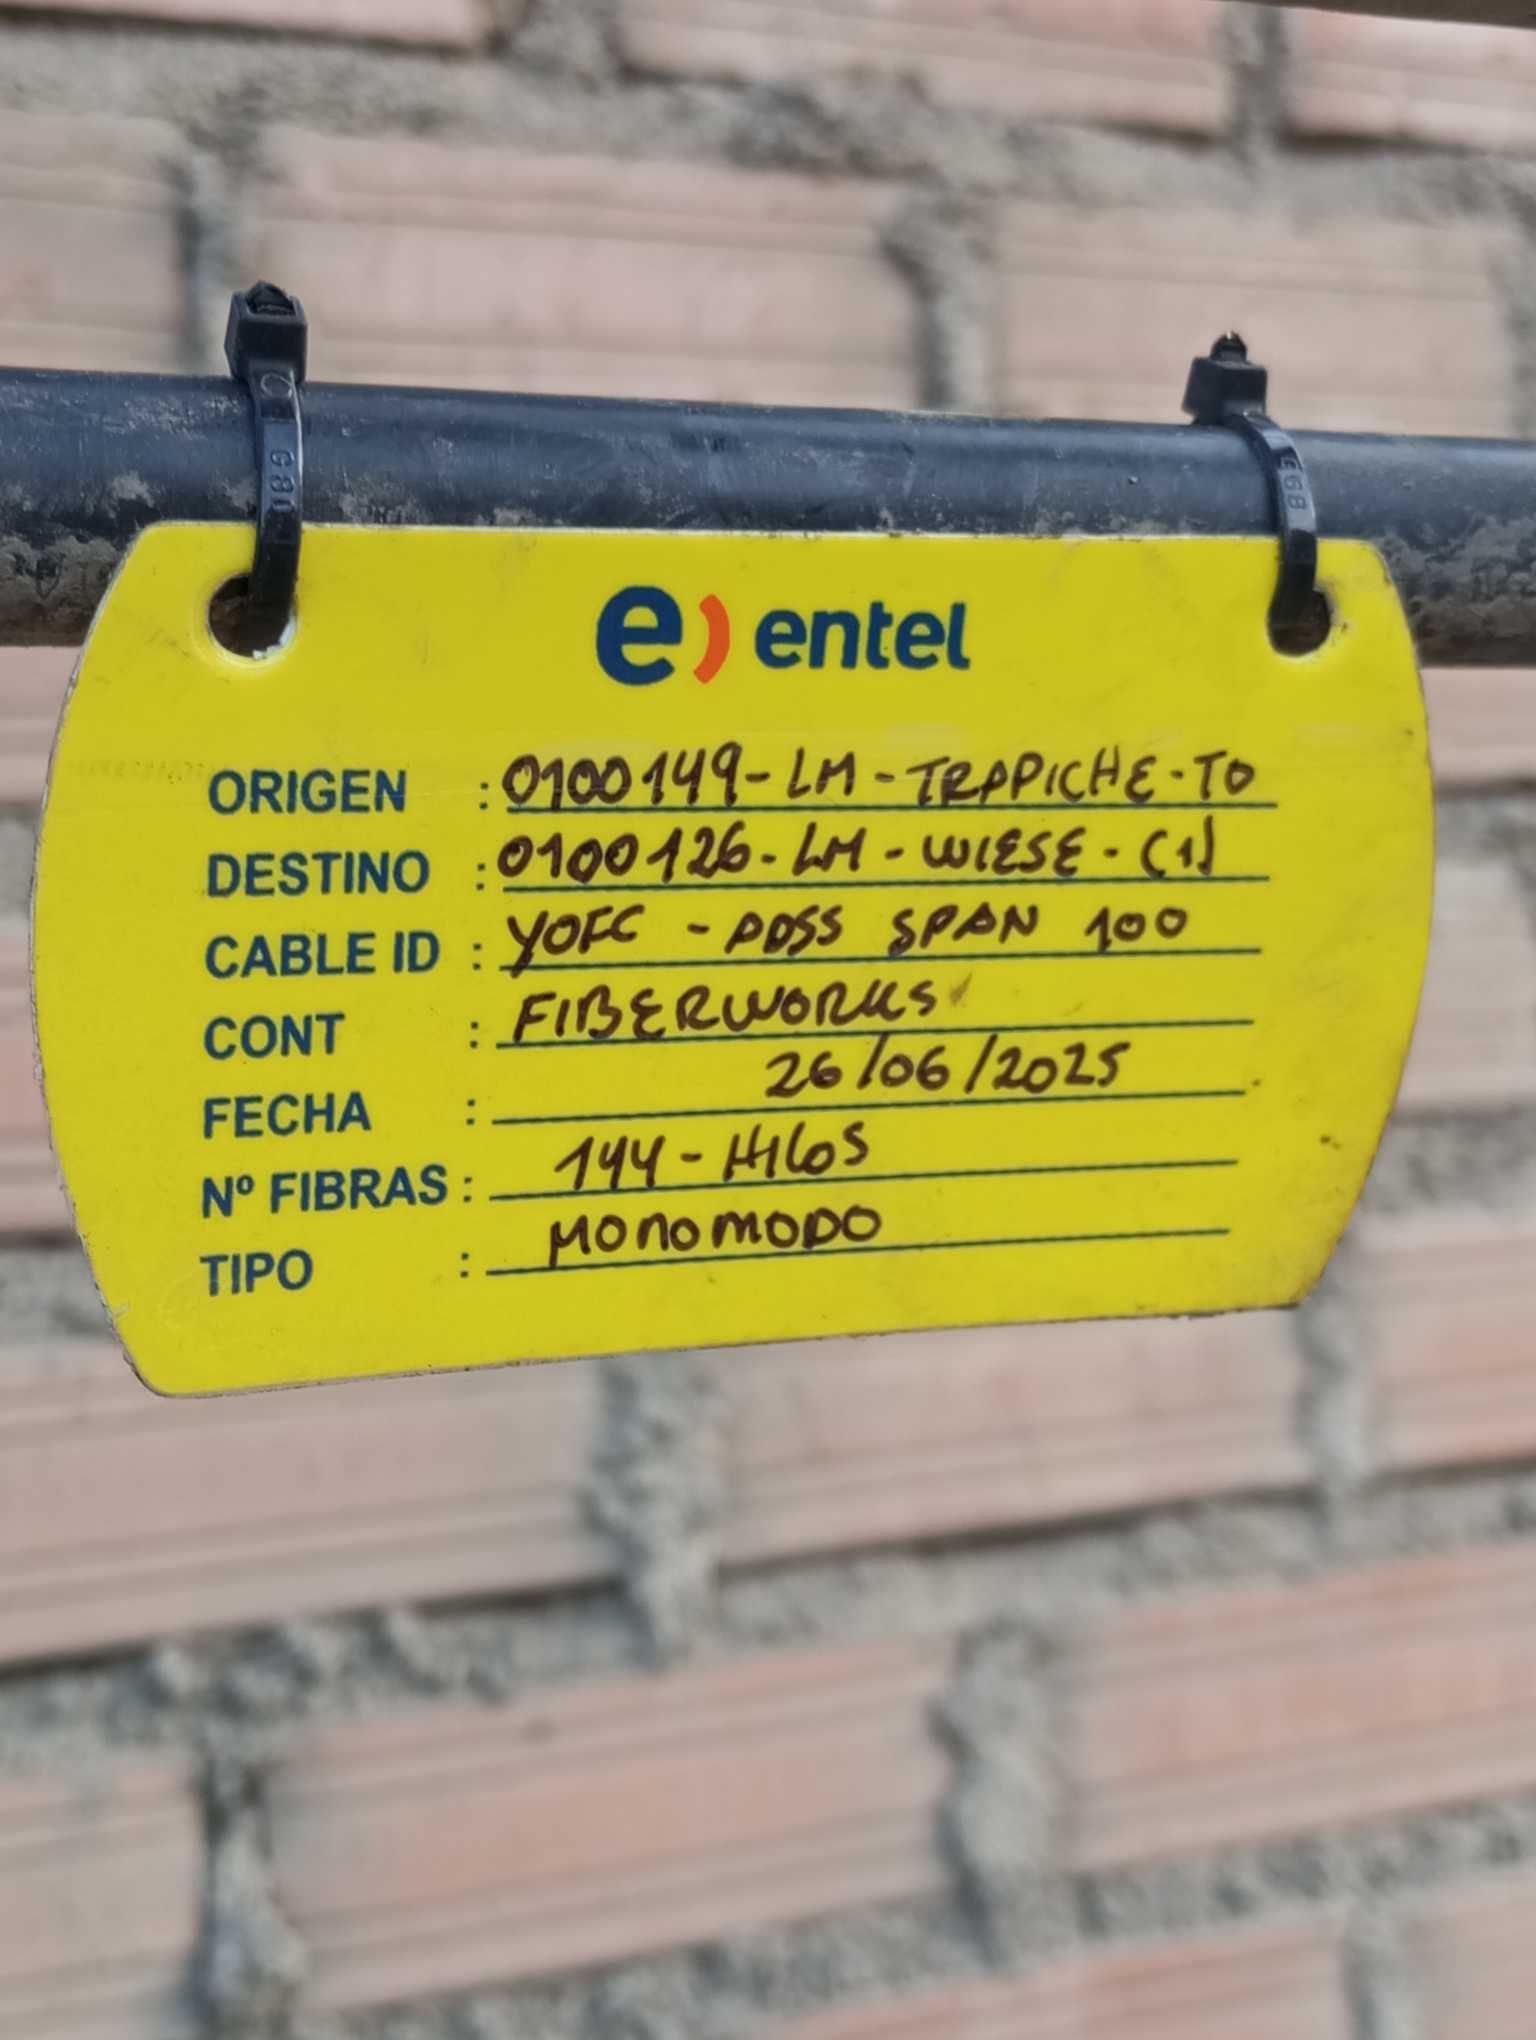 e) entel
ORIGEN : 0100149-LM-TRAPICHE-TO
DESTINO : 0100126-LM-WIESE-(1)
CABLE ID : YOFC - ADSS SPAN 100
CONT : FIBERWORKS
FECHA : 26/06/2025
Nº FIBRAS : 144-HILOS
TIPO : MONOMODO